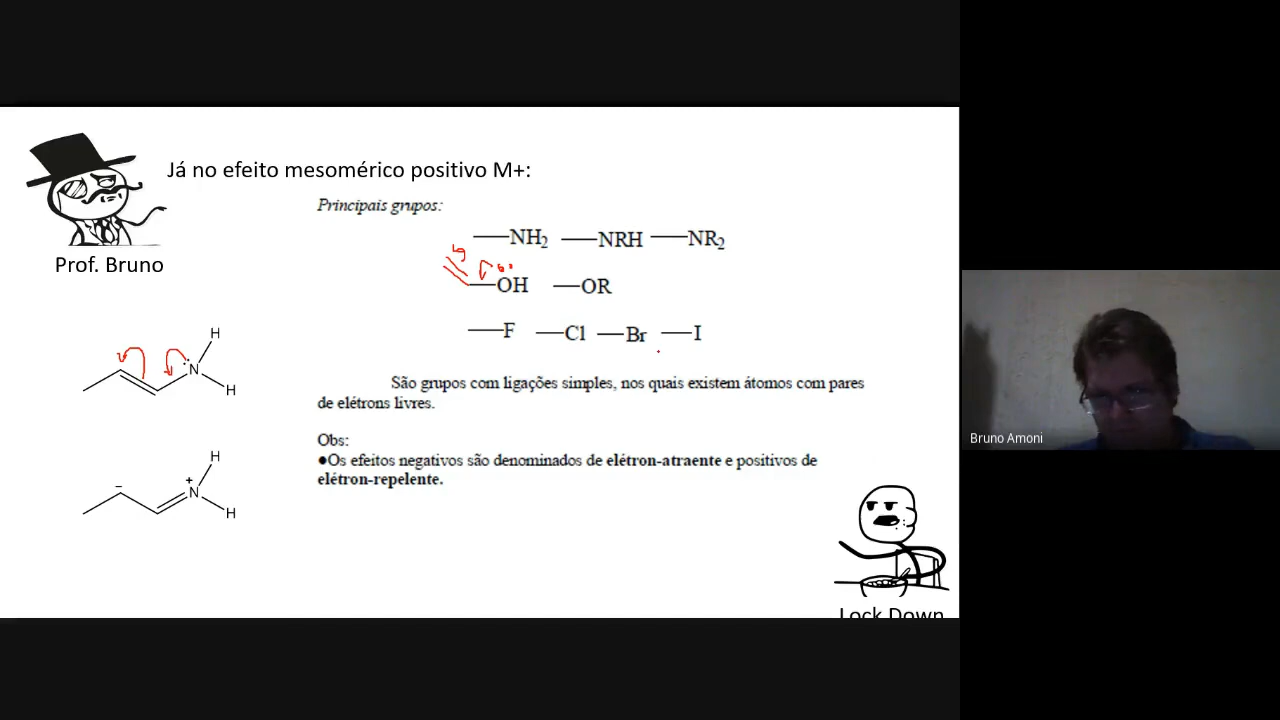 Já no efeito mesomérico positivo M+:
Principais grupos:
—NH2 —NRH —NR2
—OH —OR
—F —Cl —Br —I
São grupos com ligações simples, nos quais existem átomos com pares
de elétrons livres.
Obs:
●Os efeitos negativos são denominados de elétron-atraente e positivos de
elétron-repelente.
Prof. Bruno
H
N
H
H
+
−
N
H
Lock Down
Bruno Amoni